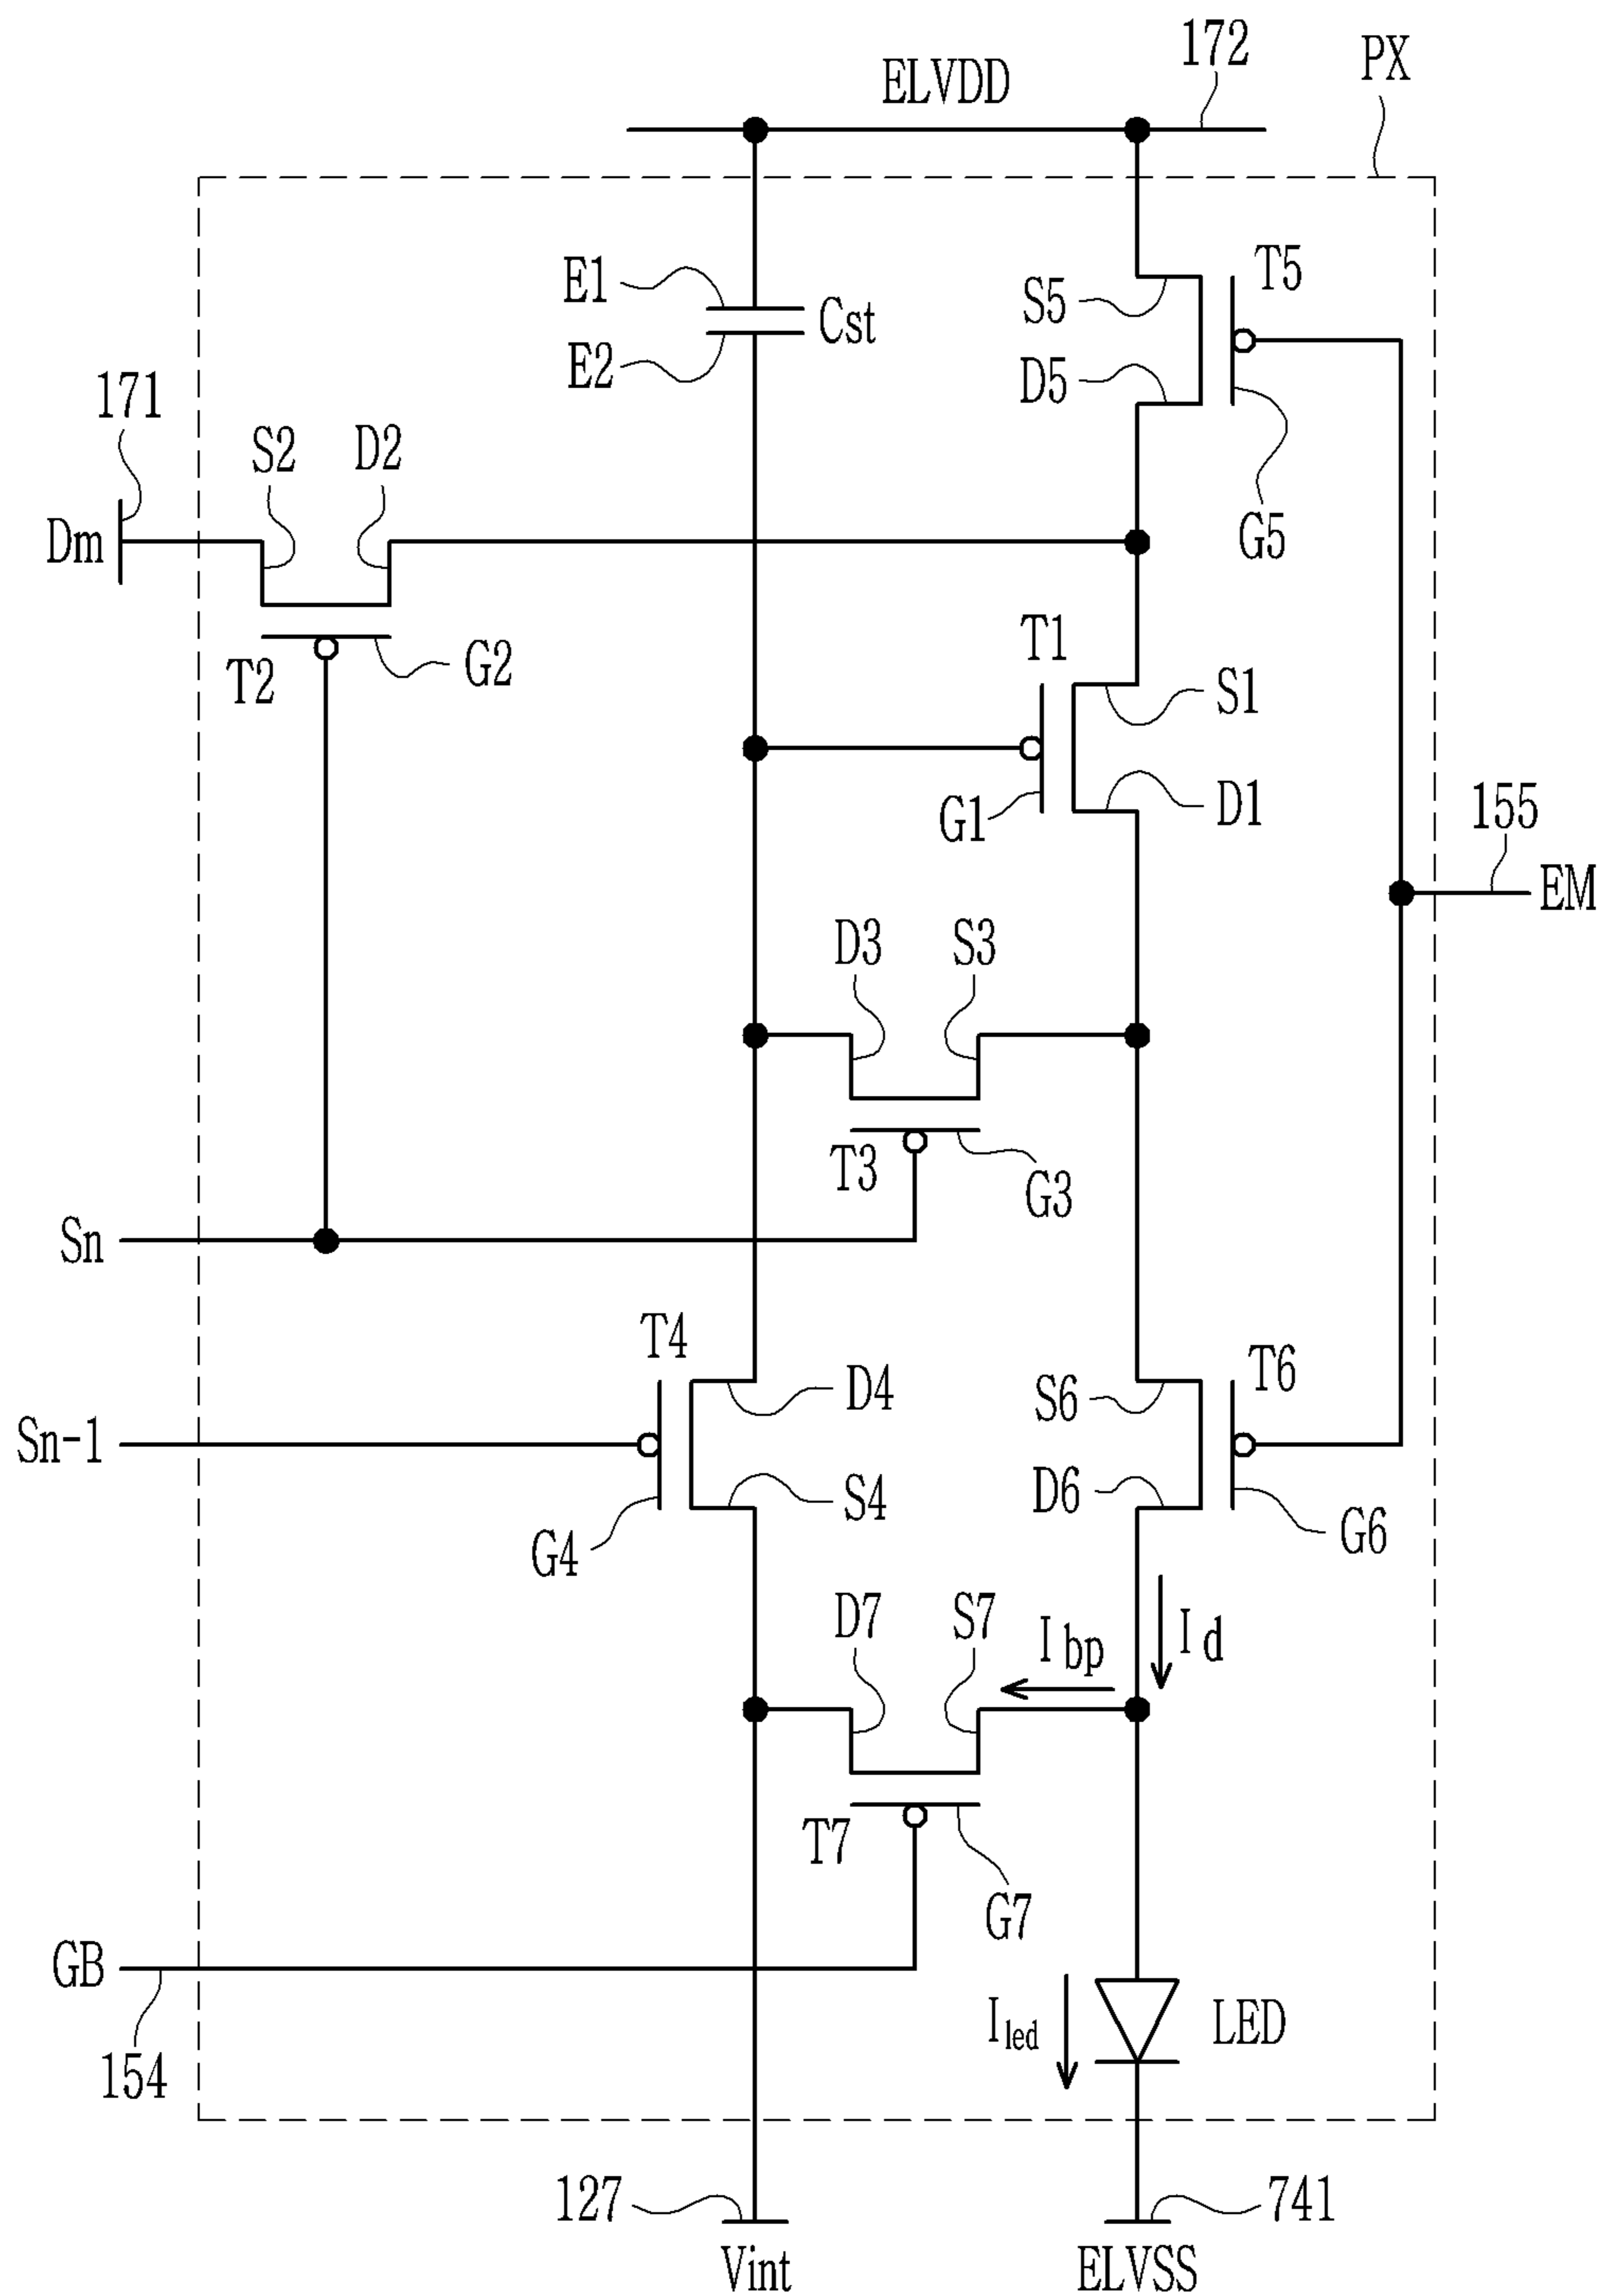 172
PX
ELVDD
E1
T5
S5
Cst
E2
D5
171
S2
D2
Dm
G5
T1
T2
G2
S1
G1
D1
155
EM
D3
S3
T3
G3
Sn
T4
T6
D4
S6
Sn-1
D6
S4
G4
G6
D7
S7
I bp
I d
T7
G7
GB
I led
LED
154
127
741
Vint
ELVSS